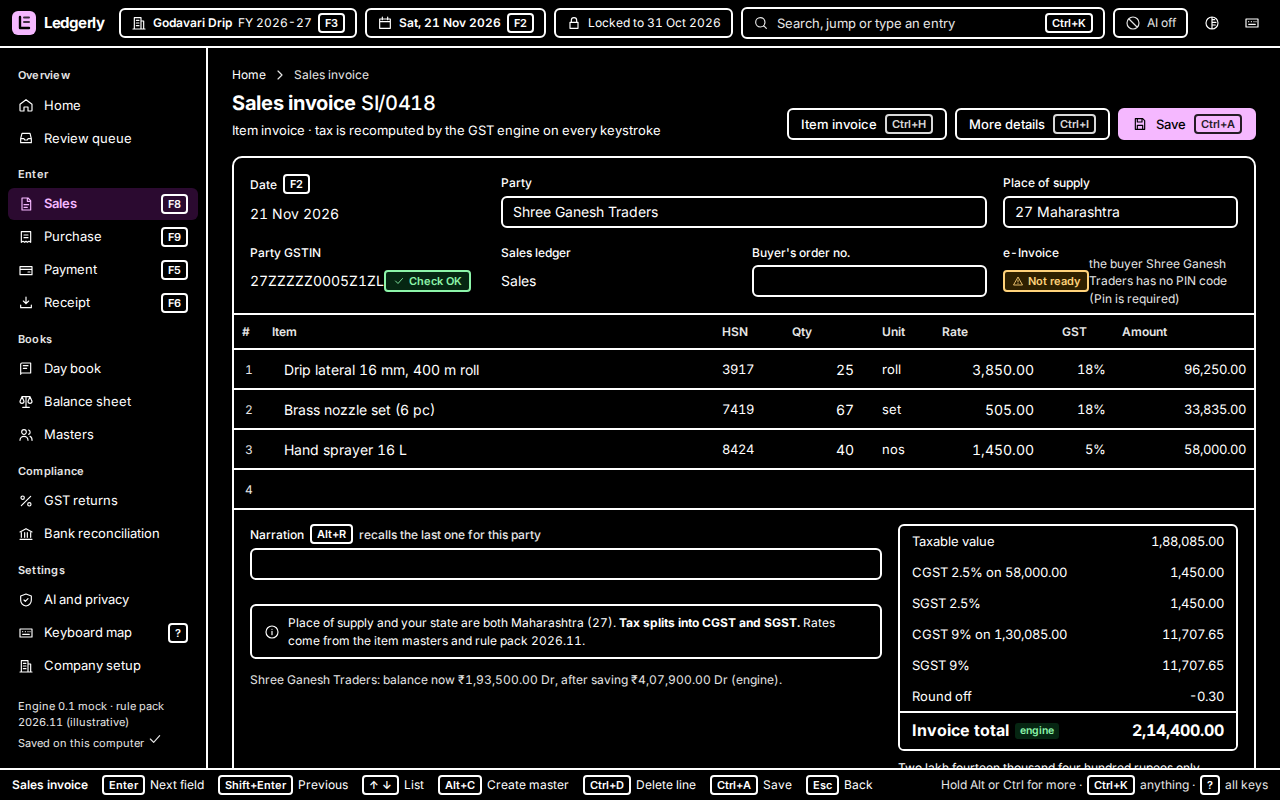 Ledgerly
Godavari Drip FY 2026-27 F3
Sat, 21 Nov 2026 F2
Locked to 31 Oct 2026
Search, jump or type an entry Ctrl+K
AI off
Overview
Home
Review queue
Enter
Sales F8
Purchase F9
Payment F5
Receipt F6
Books
Day book
Balance sheet
Masters
Compliance
GST returns
Bank reconciliation
Settings
AI and privacy
Keyboard map ?
Company setup
Engine 0.1 mock · rule pack
2026.11 (illustrative)
Saved on this computer
Home > Sales invoice
Sales invoice SI/0418
Item invoice · tax is recomputed by the GST engine on every keystroke
Item invoice Ctrl+H
More details Ctrl+I
Save Ctrl+A
Date F2
21 Nov 2026
Party
Shree Ganesh Traders
Place of supply
27 Maharashtra
Party GSTIN
27ZZZZZ0005Z1ZL Check OK
Sales ledger
Sales
Buyer's order no.
e-Invoice
Not ready
the buyer Shree Ganesh
Traders has no PIN code
(Pin is required)
# Item HSN Qty Unit Rate GST Amount
1 Drip lateral 16 mm, 400 m roll 3917 25 roll 3,850.00 18% 96,250.00
2 Brass nozzle set (6 pc) 7419 67 set 505.00 18% 33,835.00
3 Hand sprayer 16 L 8424 40 nos 1,450.00 5% 58,000.00
4
Narration Alt+R recalls the last one for this party
Place of supply and your state are both Maharashtra (27). Tax splits into CGST and SGST. Rates
come from the item masters and rule pack 2026.11.
Shree Ganesh Traders: balance now ₹1,93,500.00 Dr, after saving ₹4,07,900.00 Dr (engine).
Taxable value 1,88,085.00
CGST 2.5% on 58,000.00 1,450.00
SGST 2.5% 1,450.00
CGST 9% on 1,30,085.00 11,707.65
SGST 9% 11,707.65
Round off -0.30
Invoice total engine 2,14,400.00
Two lakh fourteen thousand four hundred rupees only
Sales invoice Enter Next field Shift+Enter Previous ↑ ↓ List Alt+C Create master Ctrl+D Delete line Ctrl+A Save Esc Back
Hold Alt or Ctrl for more · Ctrl+K anything · ? all keys